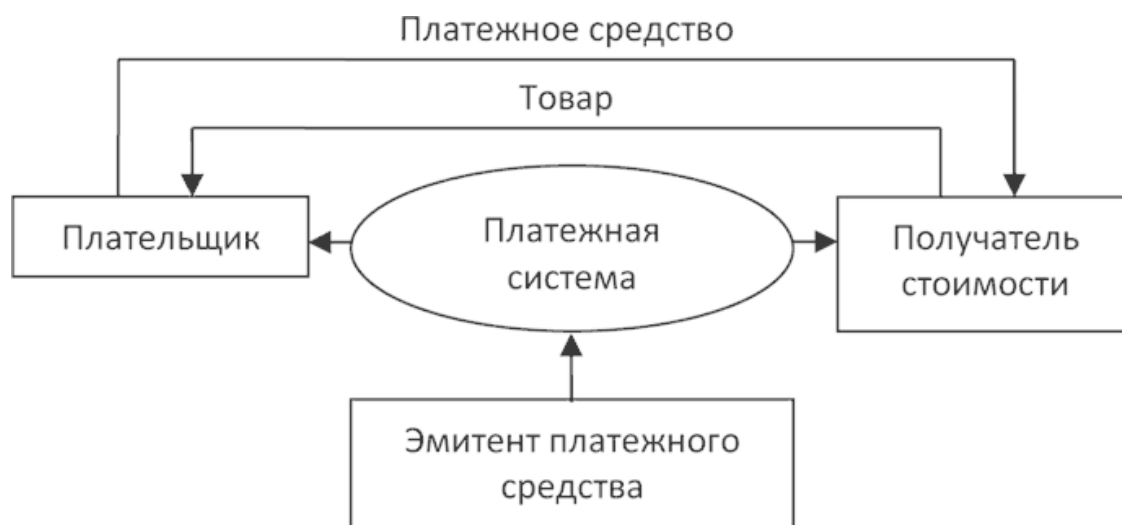 Платежное средство
Товар
Плательщик
Платежная
система
Получатель
стоимости
Эмитент платежного
средства